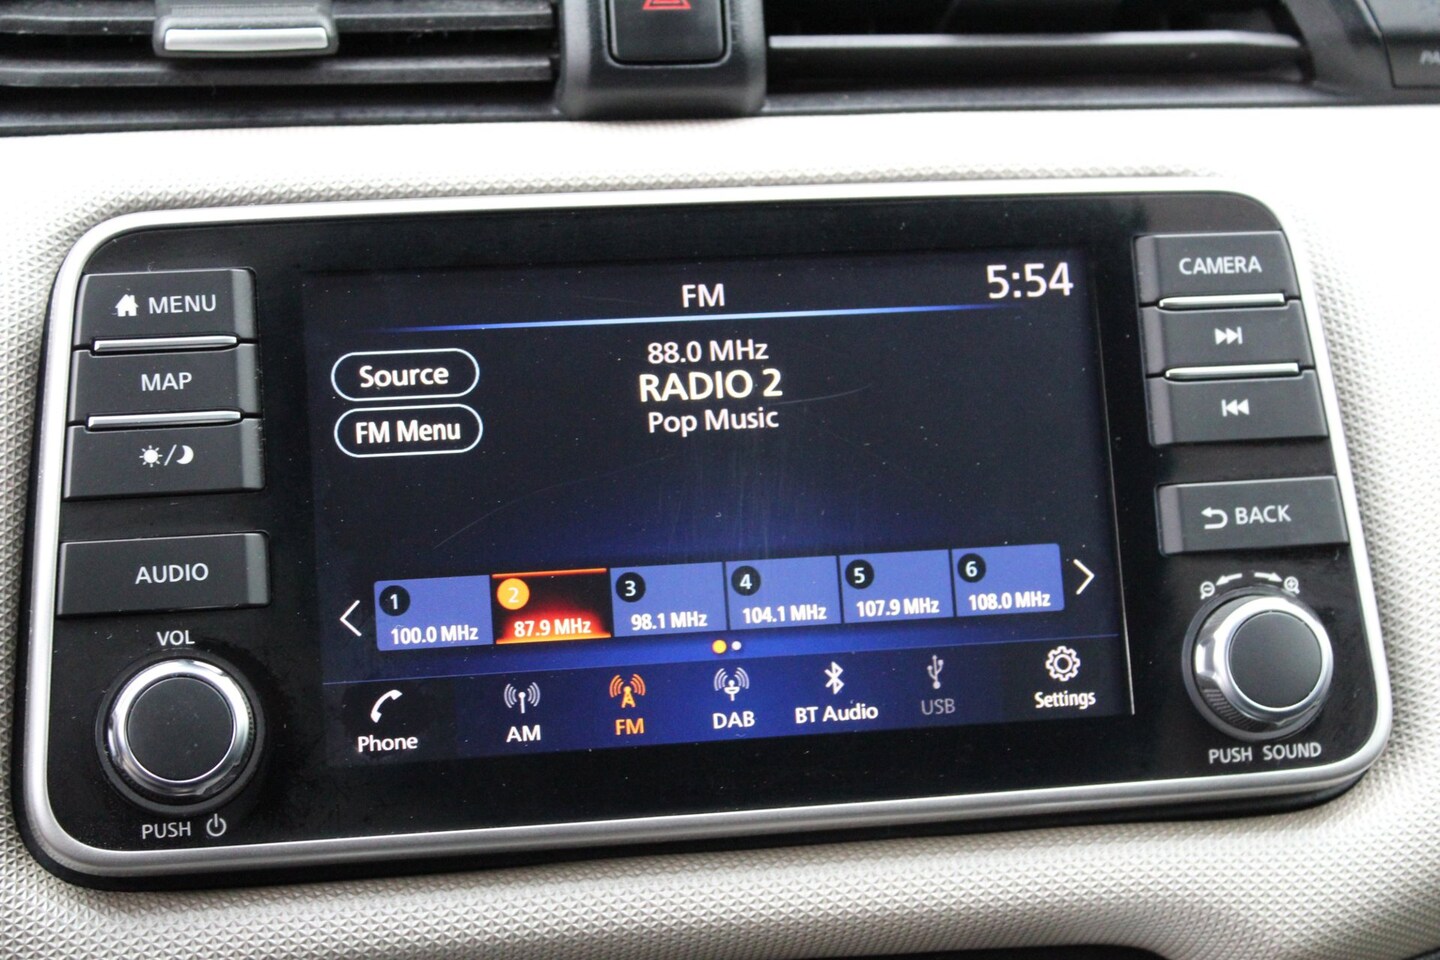 MENU
MAP
AUDIO
VOL
PUSH
FM
5:54
Source
FM Menu
88.0 MHz
RADIO 2
Pop Music
1
100.0 MHz
2
87.9 MHz
3
98.1 MHz
4
104.1 MHz
5
107.9 MHz
6
108.0 MHz
Phone
AM
FM
DAB
BT Audio
USB
Settings
CAMERA
BACK
PUSH SOUND